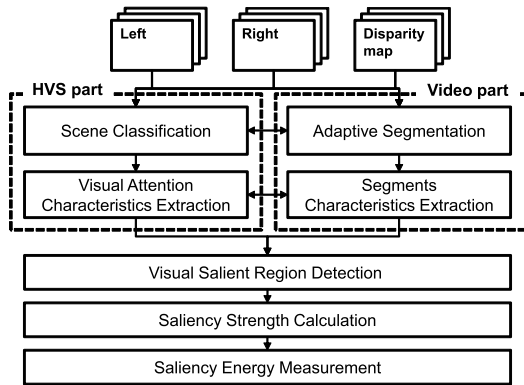 Left
Right
Disparity
map
HVS part
Video part
Scene Classification
Adaptive Segmentation
Visual Attention
Characteristics Extraction
Segments
Characteristics Extraction
Visual Salient Region Detection
Saliency Strength Calculation
Saliency Energy Measurement